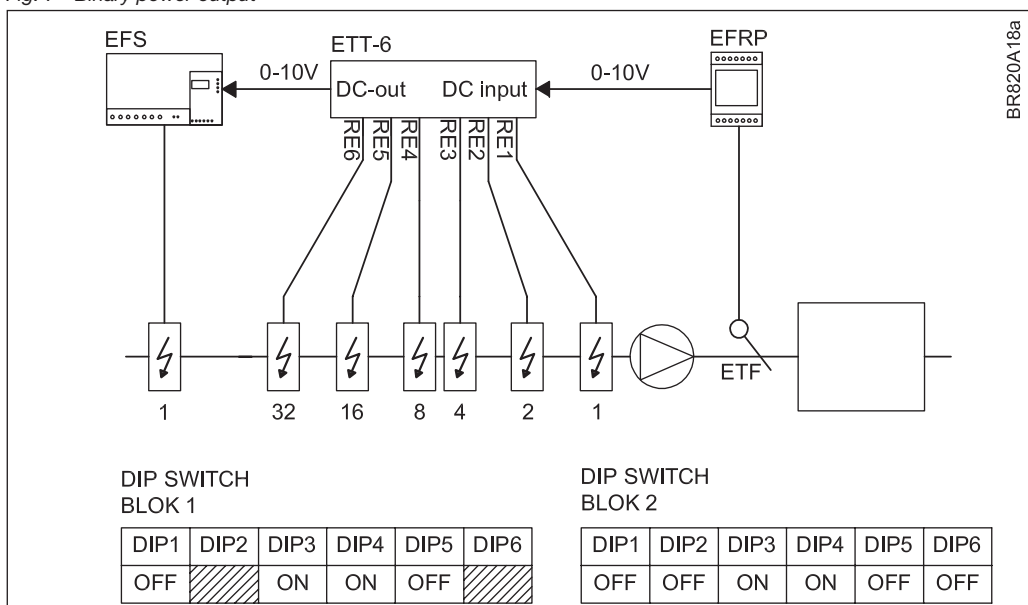 Fig. 7 – Binary power output
BR820A18a
EFS
ETT-6
EFRP
0-10V
0-10V
DC-out
DC input
RE6
RE5
RE4
RE3
RE2
RE1
ETF
1
32
16
8
4
2
1
DIP SWITCH
BLOK 1
DIP1 DIP2 DIP3 DIP4 DIP5 DIP6
OFF ON ON OFF
DIP SWITCH
BLOK 2
DIP1 DIP2 DIP3 DIP4 DIP5 DIP6
OFF OFF ON ON OFF OFF